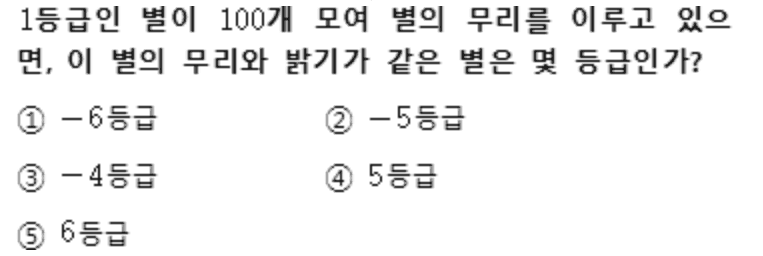 1등급인 별이 100개 모여 별의 무리를 이루고 있으
면, 이 별의 무리와 밝기가 같은 별은 몇 등급인가?
① －6등급 ② －5등급
③ －4등급 ④ 5등급
⑤ 6등급